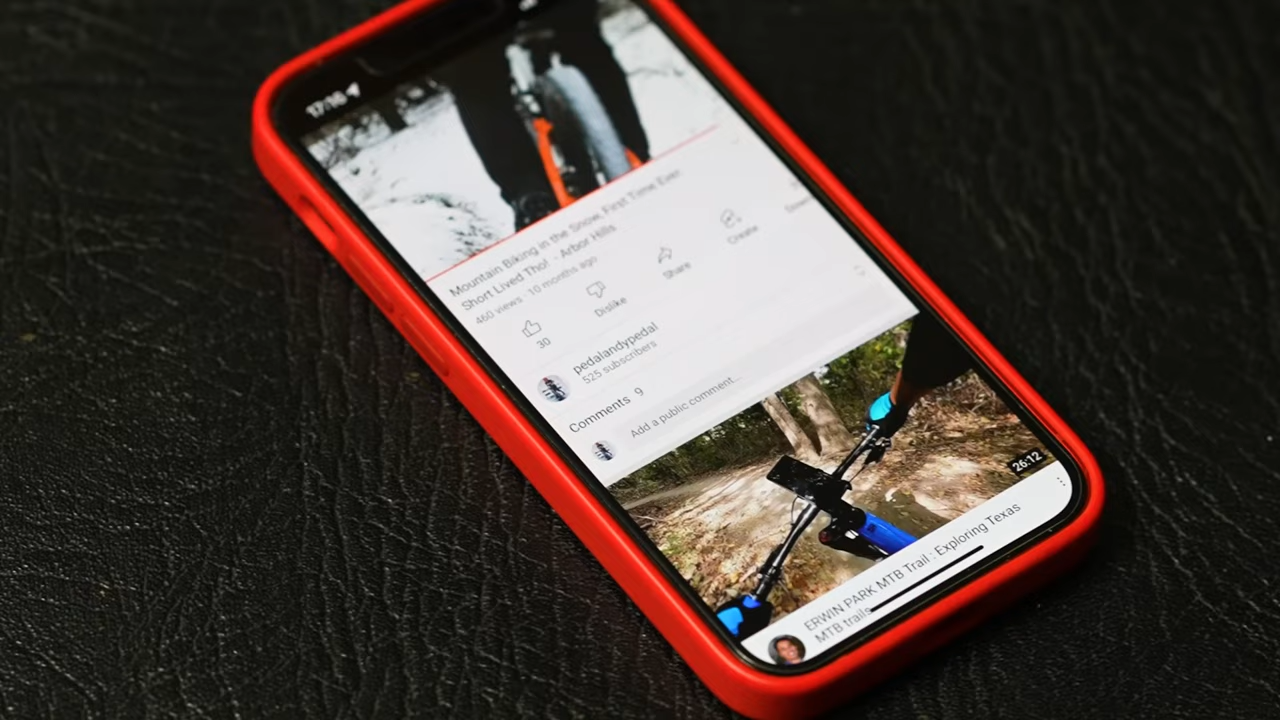 17:16
Mountain Biking in the Snow, First Time Ever
Short Lived Tho! - Arbor Hills
460 views 10 months ago
30
Dislike
Share
Create
pedalandypedal
525 subscribers
Comments 9
Add a public comment...
26:12
ERWIN PARK MTB Trail : Exploring Texas
MTB trails